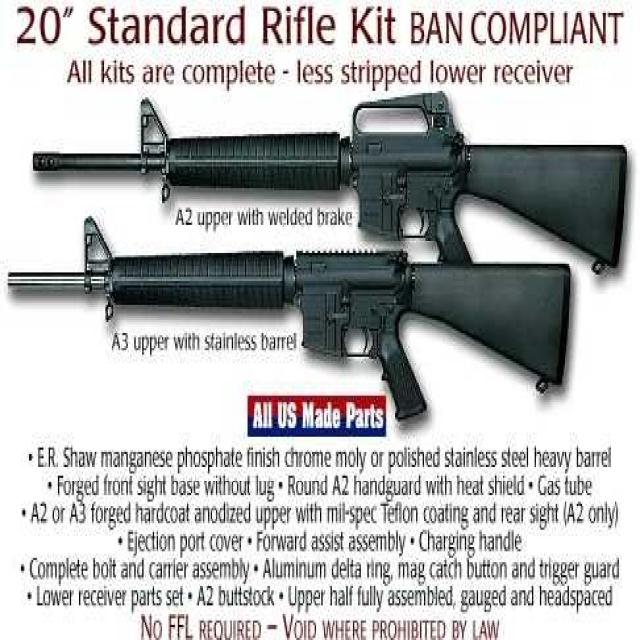 20" Standard Rifle Kit BAN COMPLIANT
All kits are complete - less stripped lower receiver
A2 upper with welded brake
A3 upper with stainless barrel
All US Made Parts
• E.R. Shaw manganese phosphate finish chrome moly or polished stainless steel heavy barrel
• Forged front sight base without lug • Round A2 handguard with heat shield • Gas tube
• A2 or A3 forged hardcoat anodized upper with mil-spec Teflon coating and rear sight (A2 only)
• Ejection port cover • Forward assist assembly • Charging handle
• Complete bolt and carrier assembly • Aluminum delta ring, mag catch button and trigger guard
• Lower receiver parts set • A2 buttstock • Upper half fully assembled, gauged and headspaced
NO FFL REQUIRED – VOID WHERE PROHIBITED BY LAW